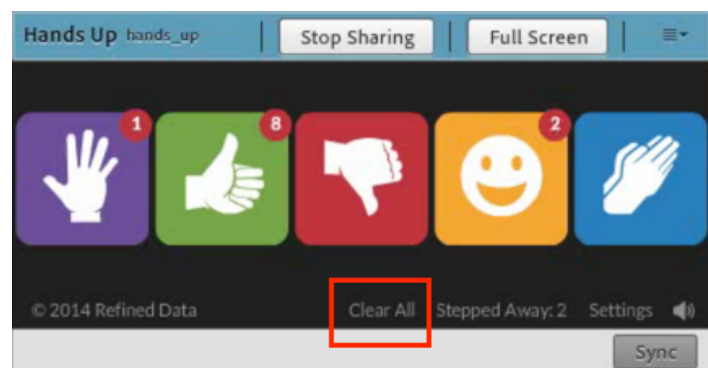 Hands Up hands_up | Stop Sharing | Full Screen |
1 8 2
© 2014 Refined Data Clear All Stepped Away: 2 Settings
Sync